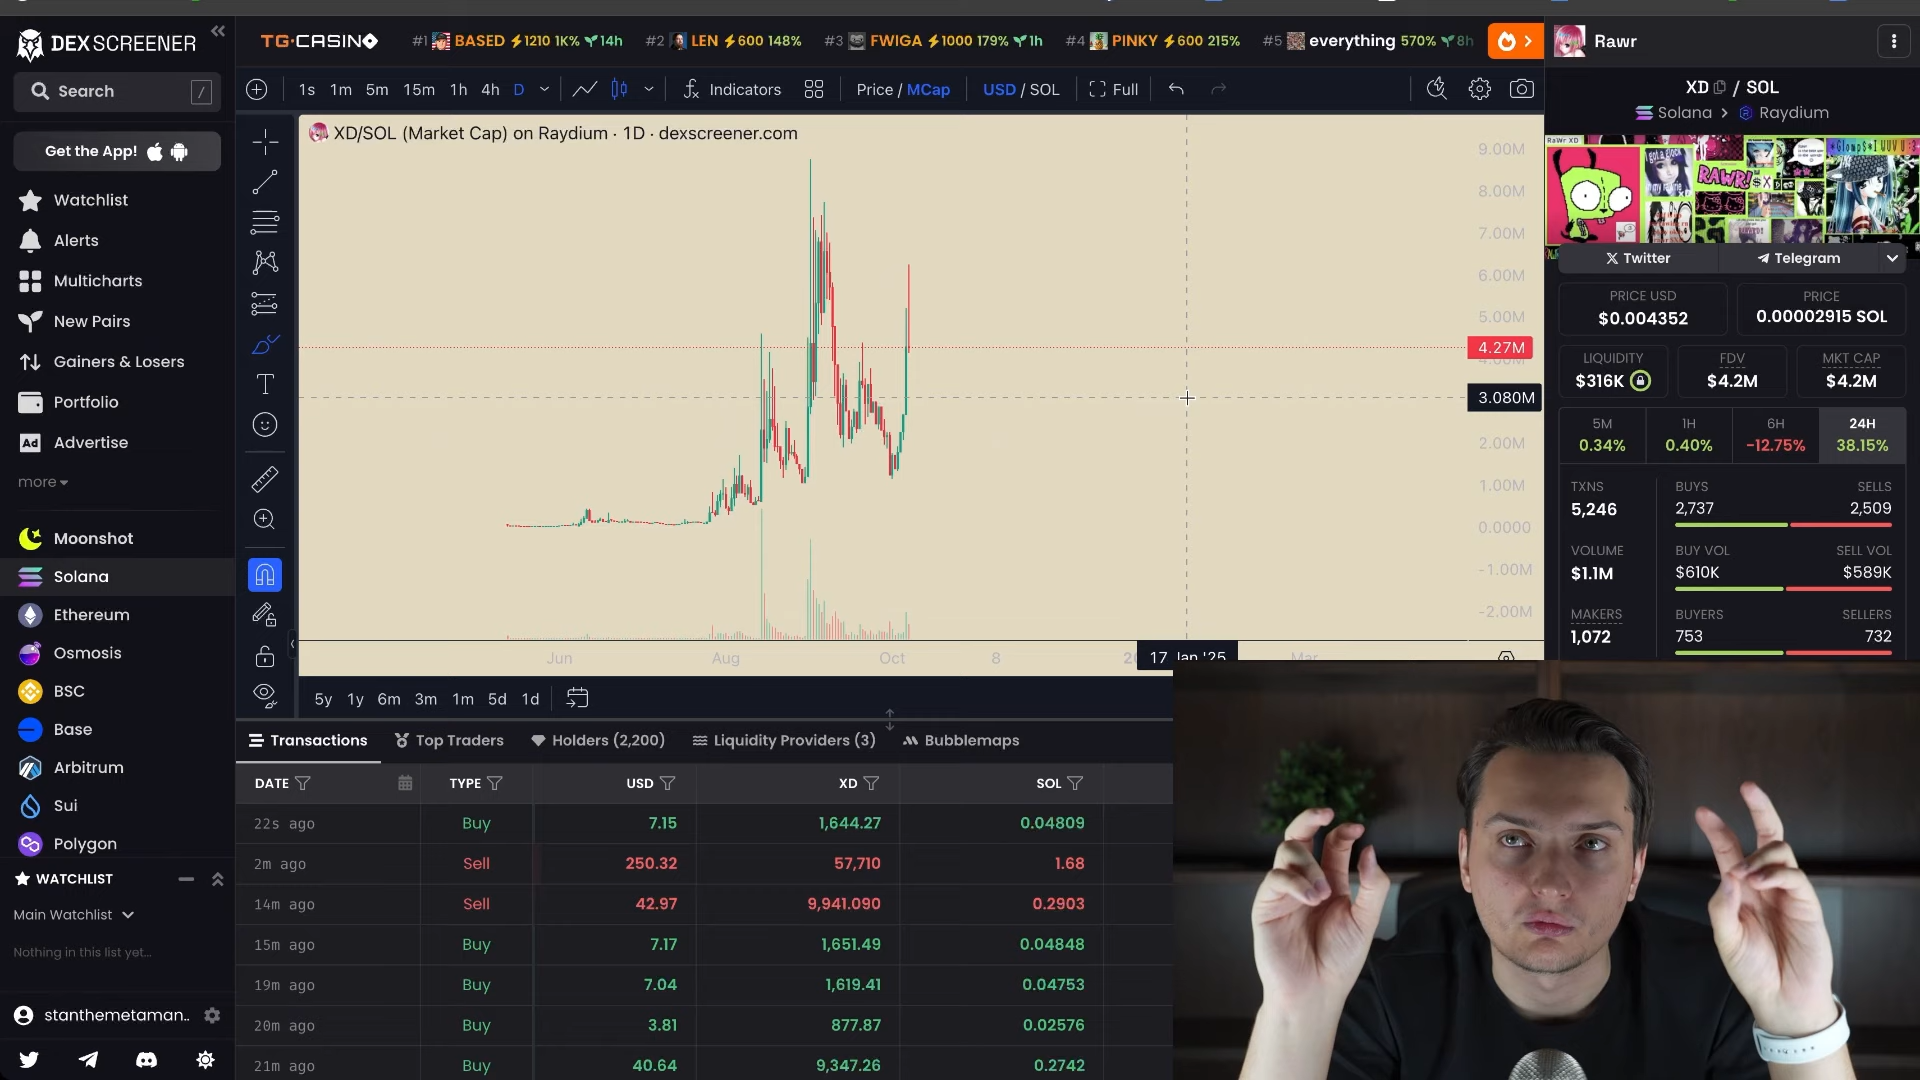 DEX SCREENER
Search /
Get the App!
Watchlist
Alerts
Multicharts
New Pairs
Gainers & Losers
Portfolio
Ad Advertise
more
Moonshot
Solana
Ethereum
Osmosis
BSC
Base
Arbitrum
Sui
Polygon
WATCHLIST
Main Watchlist
Nothing in this list yet...
stanthemetaman..
TG·CASINO
#1 BASED 1210 1K% 14h
#2 LEN 600 148%
#3 FWIGA 1000 179% 1h
#4 PINKY 600 215%
#5 everything 570% 8h
1s 1m 5m 15m 1h 4h D
Indicators
Price / MCap
USD / SOL
Full
XD/SOL (Market Cap) on Raydium · 1D · dexscreener.com
9.00M
8.00M
7.00M
6.00M
5.00M
4.27M
3.080M
2.00M
1.00M
0.0000
-1.00M
-2.00M
Jun Aug Oct 8 17 Jan '25 Mar
5y 1y 6m 3m 1m 5d 1d
Transactions
Top Traders
Holders (2,200)
Liquidity Providers (3)
Bubblemaps
DATE TYPE USD XD SOL
22s ago Buy 7.15 1,644.27 0.04809
2m ago Sell 250.32 57,710 1.68
14m ago Sell 42.97 9,941.090 0.2903
15m ago Buy 7.17 1,651.49 0.04848
19m ago Buy 7.04 1,619.41 0.04753
20m ago Buy 3.81 877.87 0.02576
21m ago Buy 40.64 9,347.26 0.2742
Rawr
XD / SOL
Solana > Raydium
RaWr XD
RAWR!
Twitter
Telegram
PRICE USD
$0.004352
PRICE
0.00002915 SOL
LIQUIDITY
$316K
FDV
$4.2M
MKT CAP
$4.2M
5M
0.34%
1H
0.40%
6H
-12.75%
24H
38.15%
TXNS
5,246
BUYS
2,737
SELLS
2,509
VOLUME
$1.1M
BUY VOL
$610K
SELL VOL
$589K
MAKERS
1,072
BUYERS
753
SELLERS
732